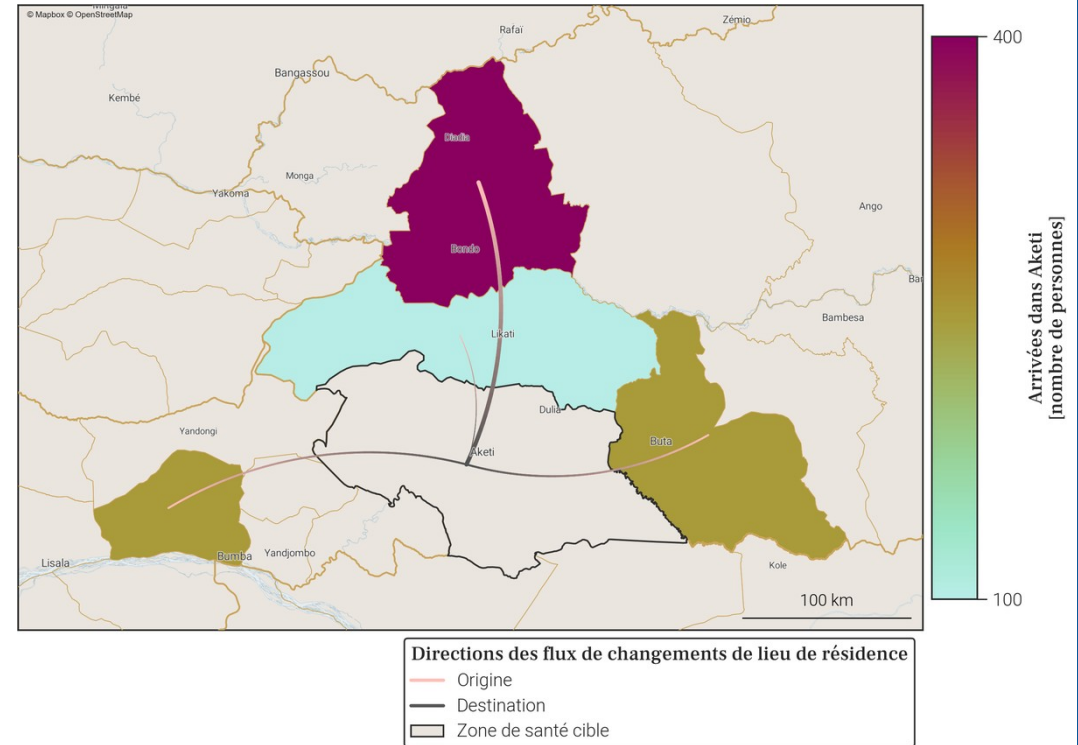 © Mapbox © OpenStreetMap
Rafaï
Zémio
Bangassou
Kembé
Diadia
Monga
Yakoma
Ango
Bondo
Bambesa
Likati
Dulia
Yandongi
Buta
Aketi
Bumba
Yandjombo
Lisala
Kole
100 km
400
Arrivées dans Aketi
[nombre de personnes]
100
Directions des flux de changements de lieu de résidence
Origine
Destination
Zone de santé cible